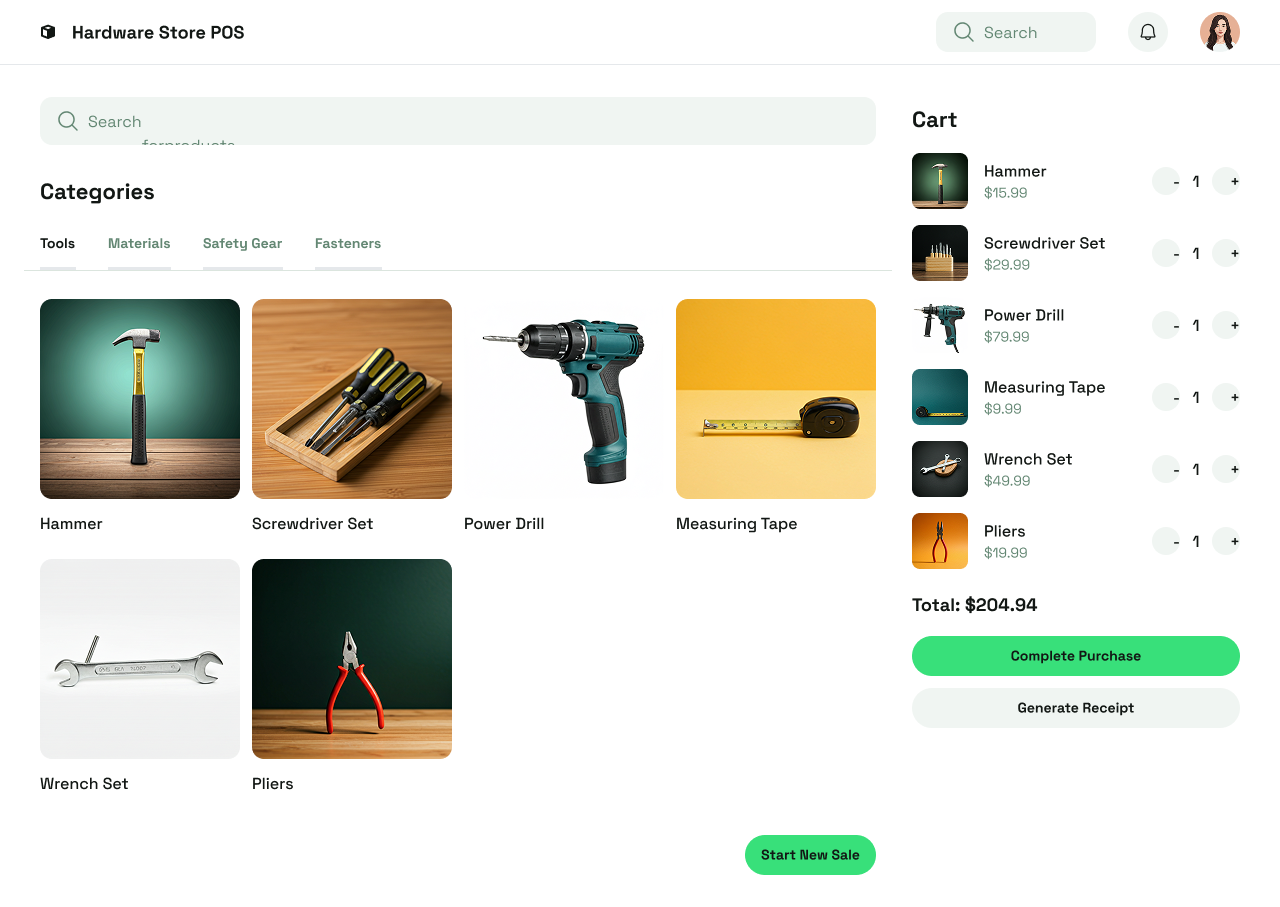 Hardware Store POS
Search
Search
forproducts
Categories
Tools Materials Safety Gear Fasteners
Hammer Screwdriver Set Power Drill Measuring Tape
Wrench Set Pliers
Start New Sale
Cart
Hammer
$15.99
- 1 +
Screwdriver Set
$29.99
- 1 +
Power Drill
$79.99
- 1 +
Measuring Tape
$9.99
- 1 +
Wrench Set
$49.99
- 1 +
Pliers
$19.99
- 1 +
Total: $204.94
Complete Purchase
Generate Receipt